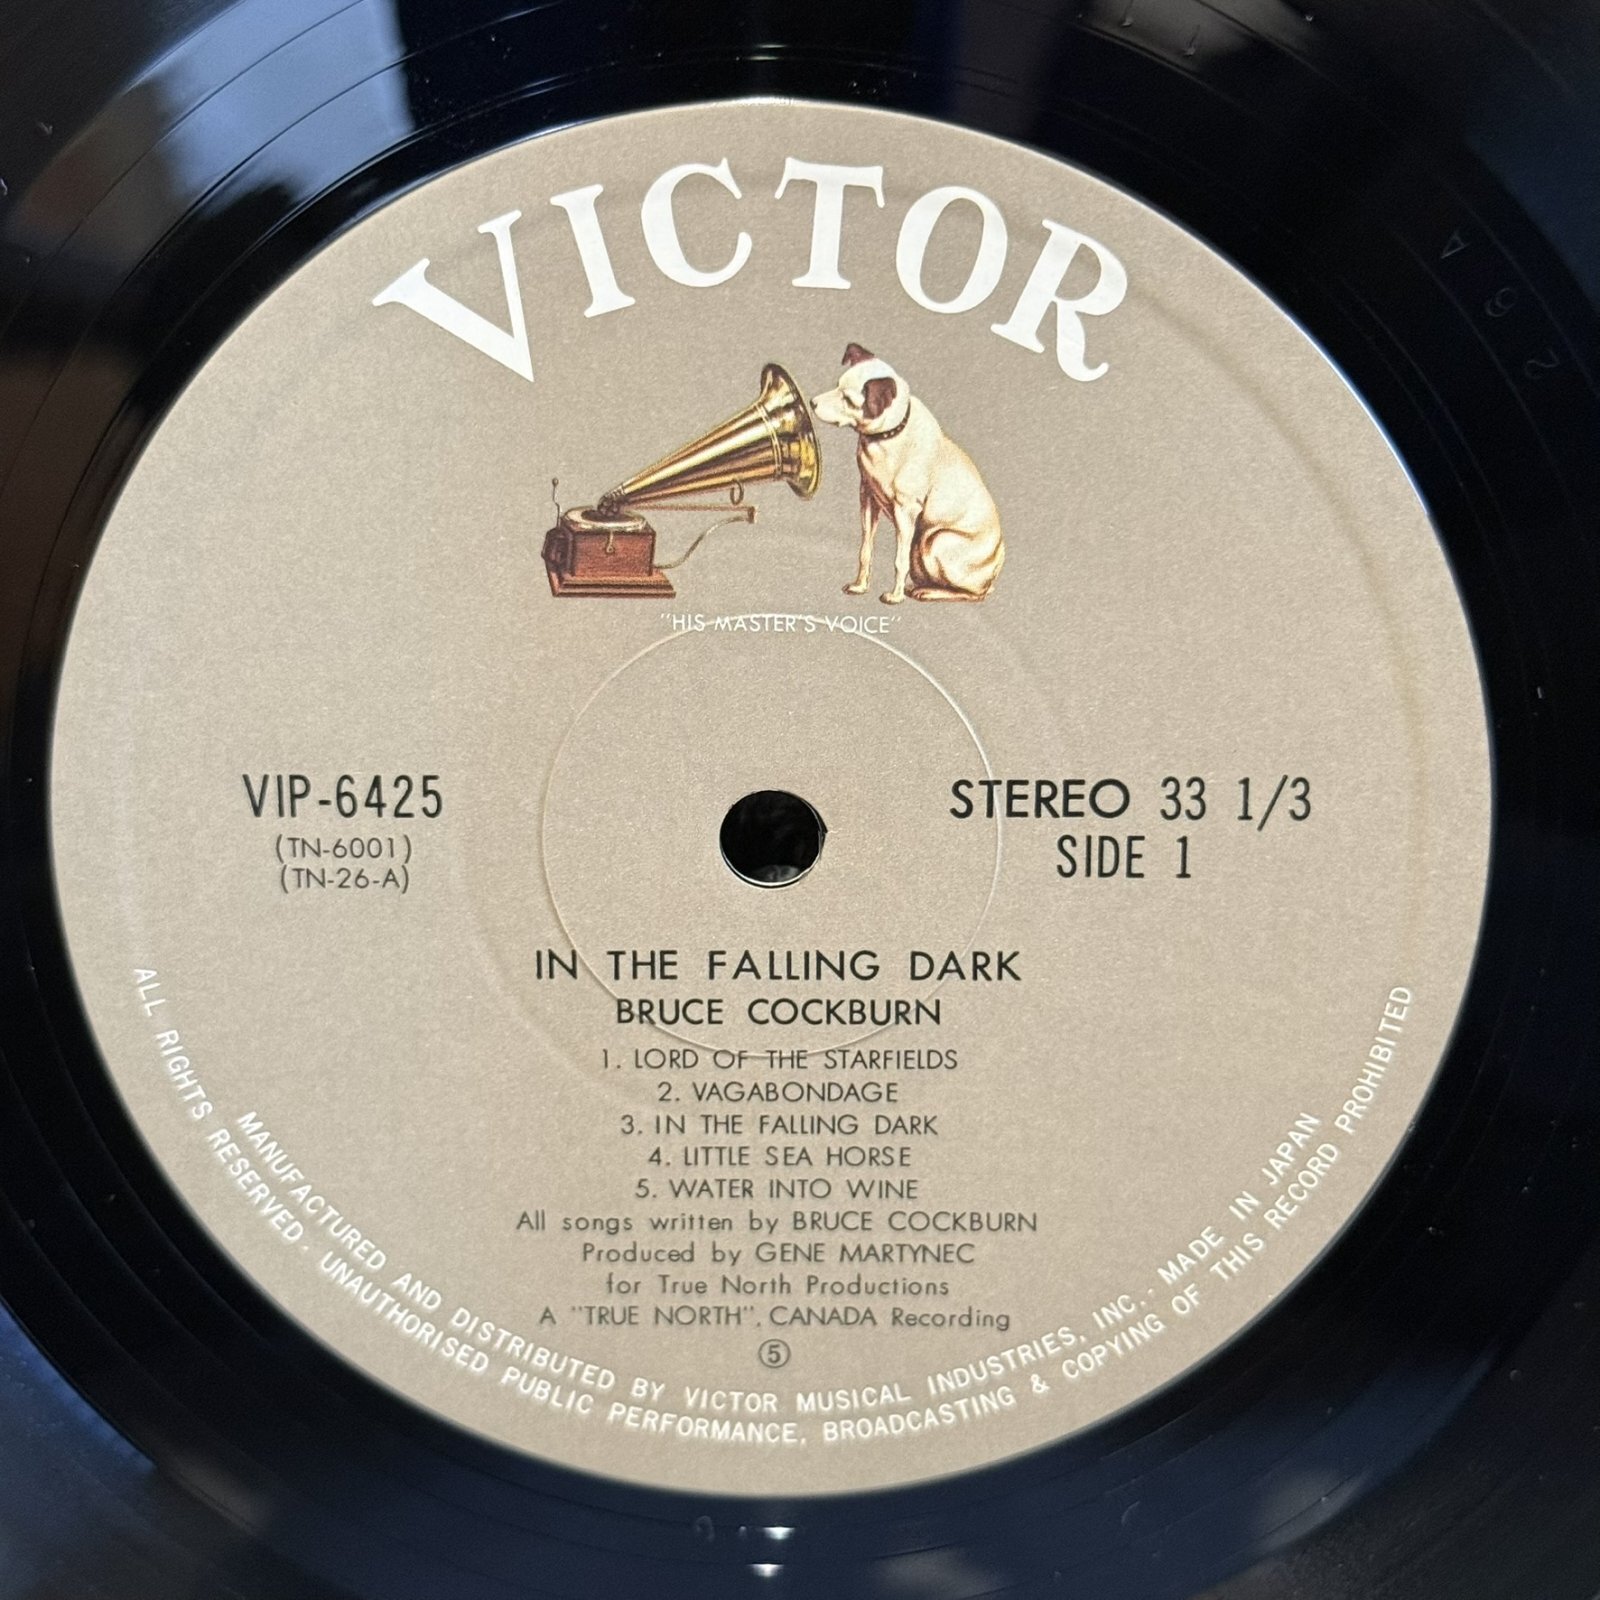 VICTOR
"HIS MASTER'S VOICE"
VIP-6425
(TN-6001)
(TN-26-A)
STEREO 33 1/3
SIDE 1
IN THE FALLING DARK
BRUCE COCKBURN
1. LORD OF THE STARFIELDS
2. VAGABONDAGE
3. IN THE FALLING DARK
4. LITTLE SEA HORSE
5. WATER INTO WINE
All songs written by BRUCE COCKBURN
Produced by GENE MARTYNEC
for True North Productions
A "TRUE NORTH", CANADA Recording
⑤
MANUFACTURED AND DISTRIBUTED BY VICTOR MUSICAL INDUSTRIES, INC. · MADE IN JAPAN
ALL RIGHTS RESERVED · UNAUTHORISED PUBLIC PERFORMANCE, BROADCASTING & COPYING OF THIS RECORD PROHIBITED